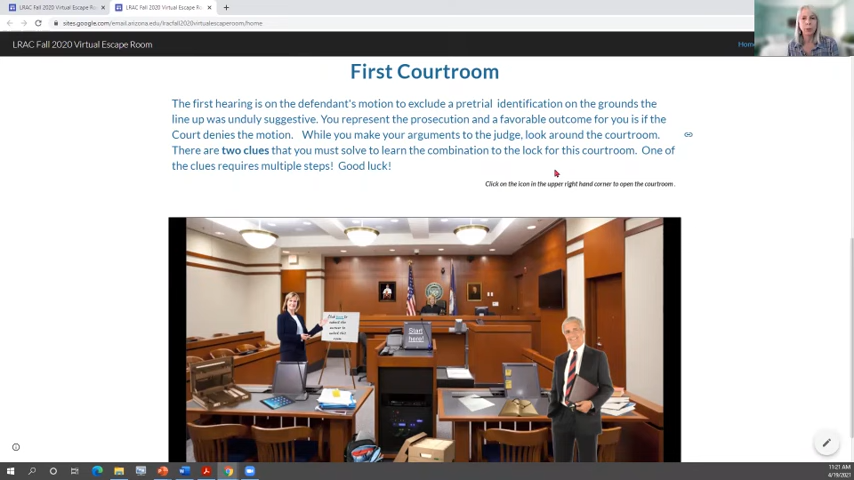 LRAC Fall 2020 Virtual Escape Ro
LRAC Fall 2020 Virtual Escape Ro
sites.google.com/email.arizona.edu/lracfall2020virtualescaperoom/home
LRAC Fall 2020 Virtual Escape Room
Home
First Courtroom
The first hearing is on the defendant's motion to exclude a pretrial identification on the grounds the
line up was unduly suggestive. You represent the prosecution and a favorable outcome for you is if the
Court denies the motion. While you make your arguments to the judge, look around the courtroom.
There are two clues that you must solve to learn the combination to the lock for this courtroom. One of
the clues requires multiple steps! Good luck!
Click on the icon in the upper right hand corner to open the courtroom.
Start
here!
11:21 AM
4/19/2021